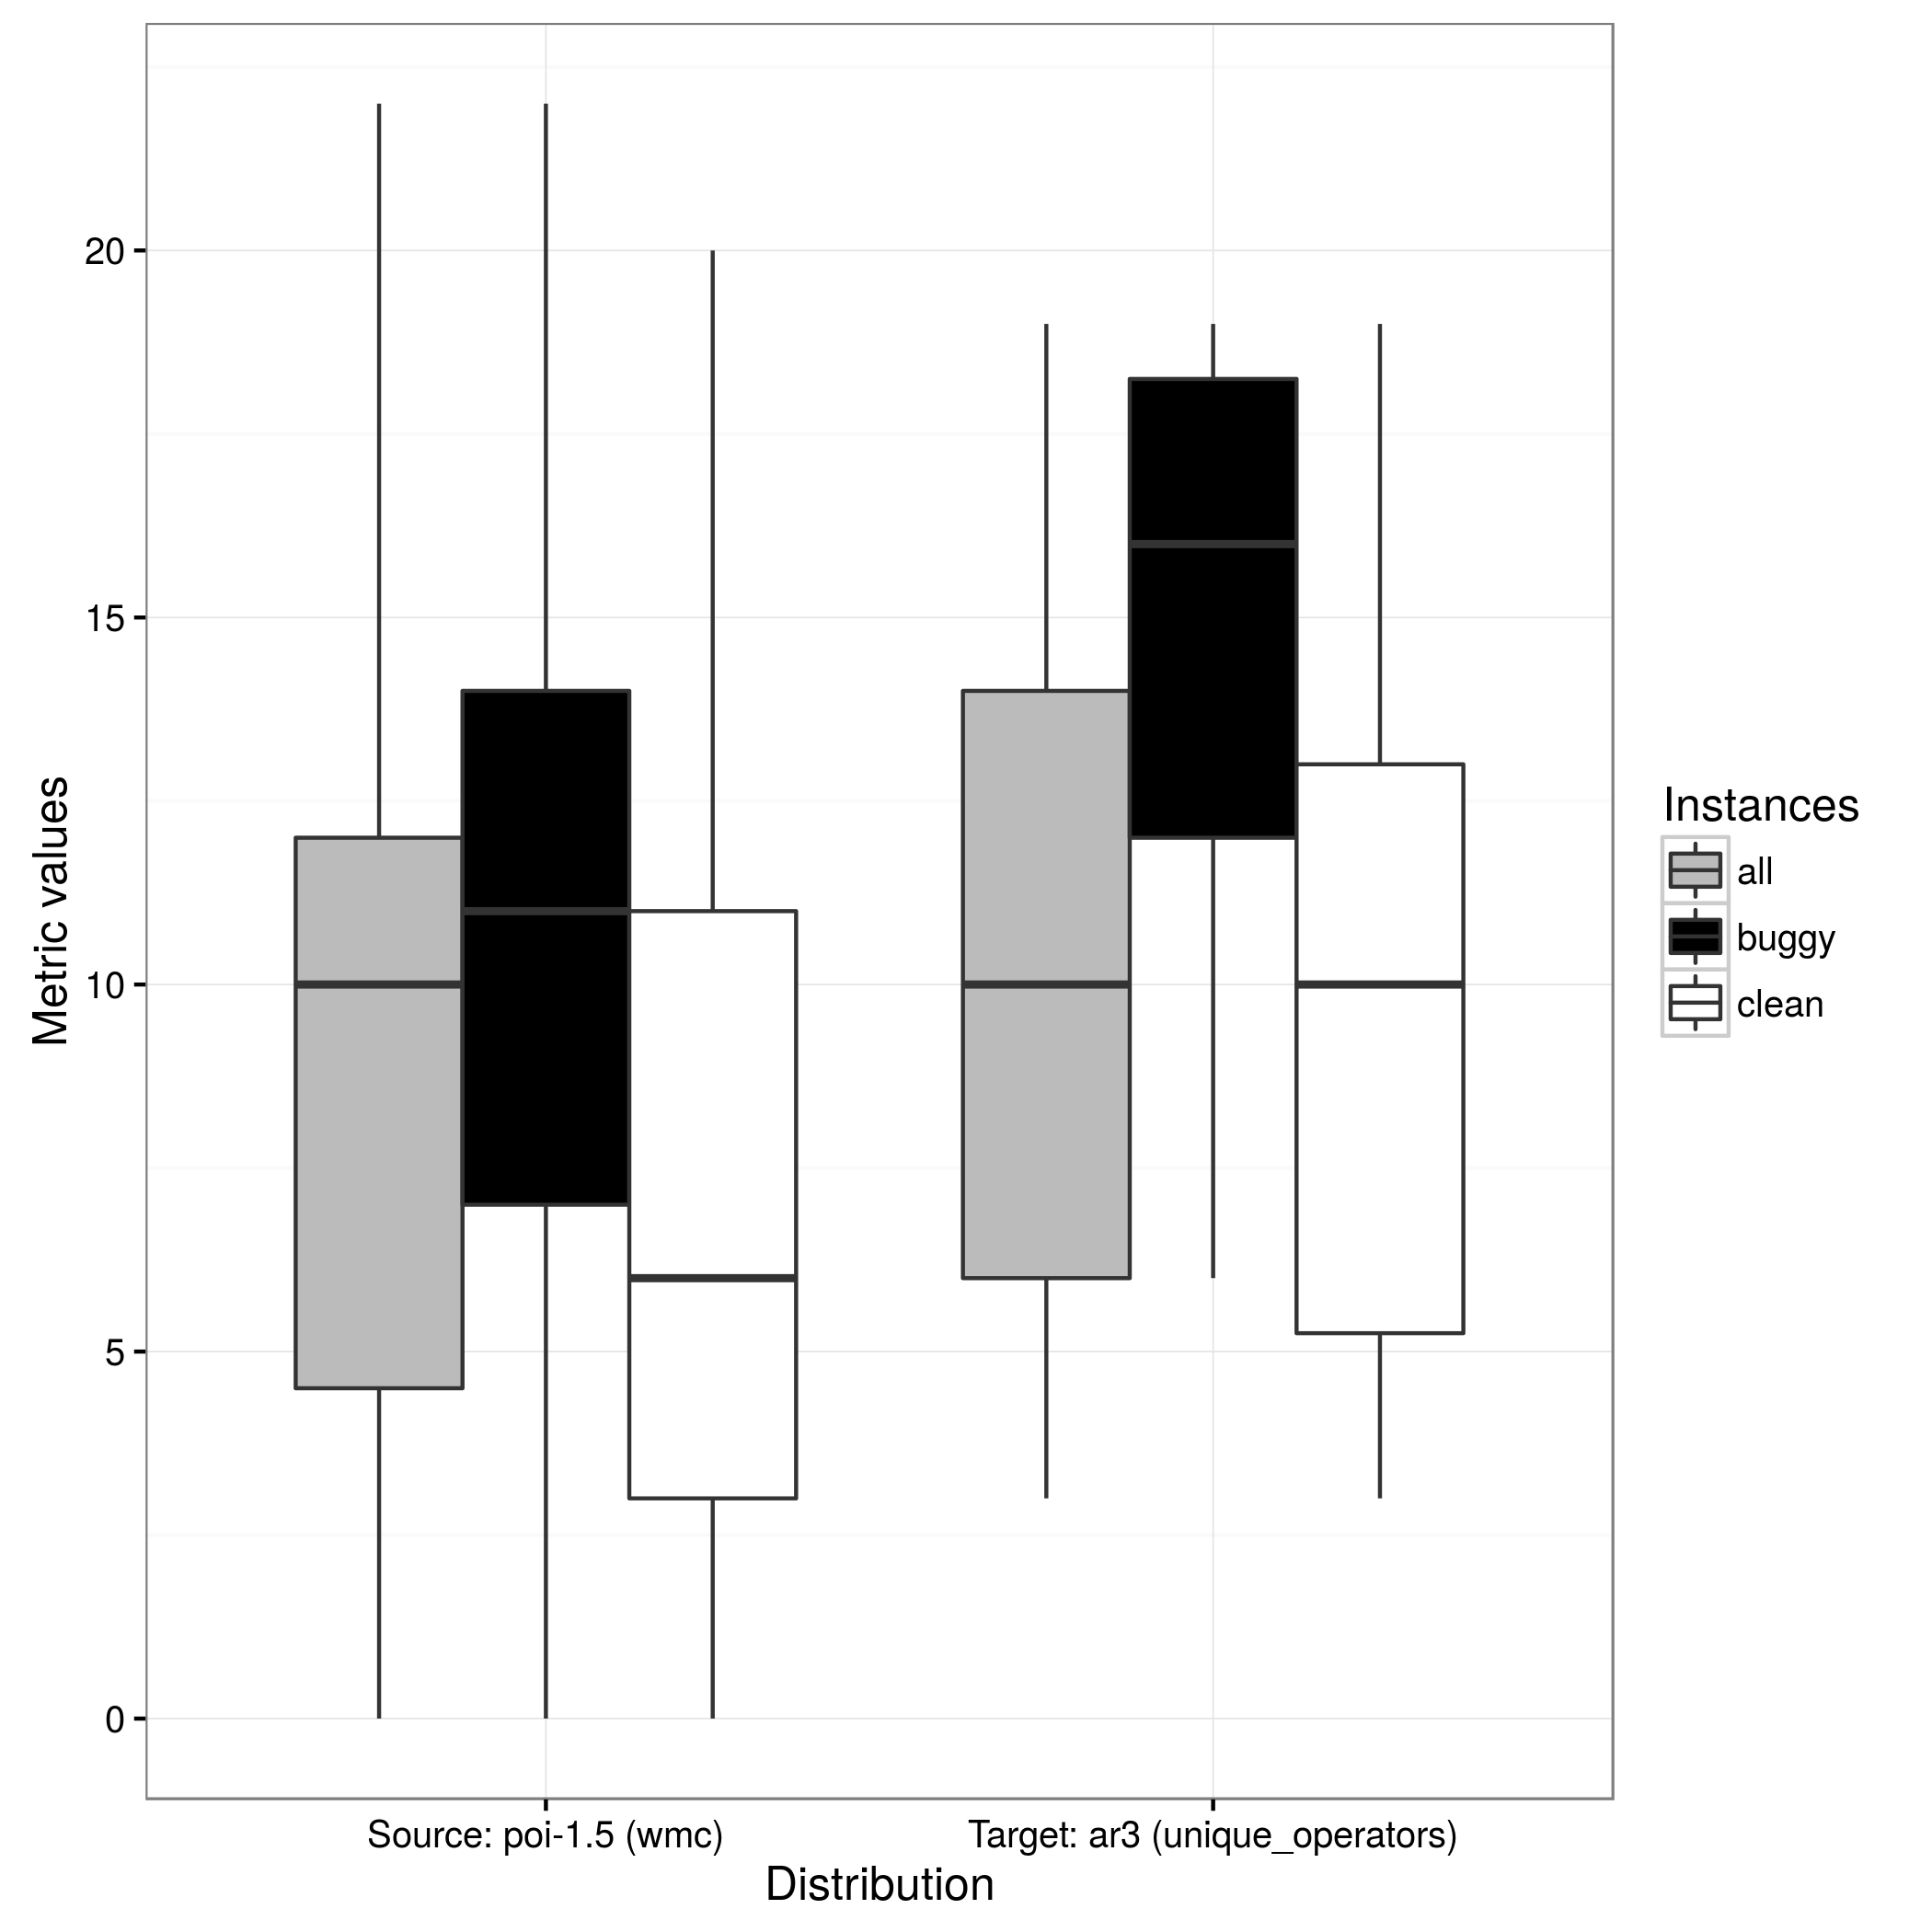 Metric values
20
15
10
5
0
Source: poi-1.5 (wmc)
Target: ar3 (unique_operators)
Distribution
Instances
all
buggy
clean